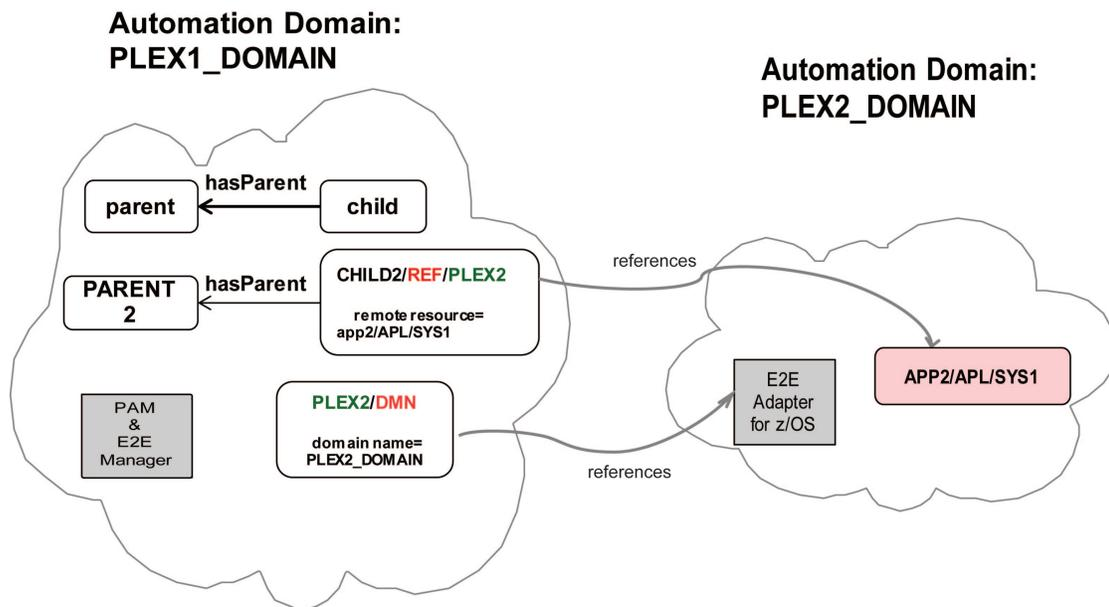 Automation Domain:
PLEX1_DOMAIN
Automation Domain:
PLEX2_DOMAIN
hasParent
parent
child
hasParent
PARENT
2
CHILD2/REF/PLEX2
remote resource=
app2/APL/SYS1
references
PAM
&
E2E
Manager
PLEX2/DMN
domain name=
PLEX2_DOMAIN
references
E2E
Adapter
for z/OS
APP2/APL/SYS1